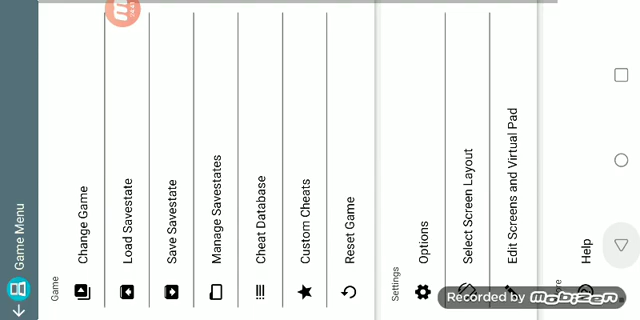 Game Menu
Game
Change Game
Load Savestate
Save Savestate
Manage Savestates
Cheat Database
Custom Cheats
Reset Game
Settings
Options
Select Screen Layout
Edit Screens and Virtual Pad
Help
Recorded by Mobizen